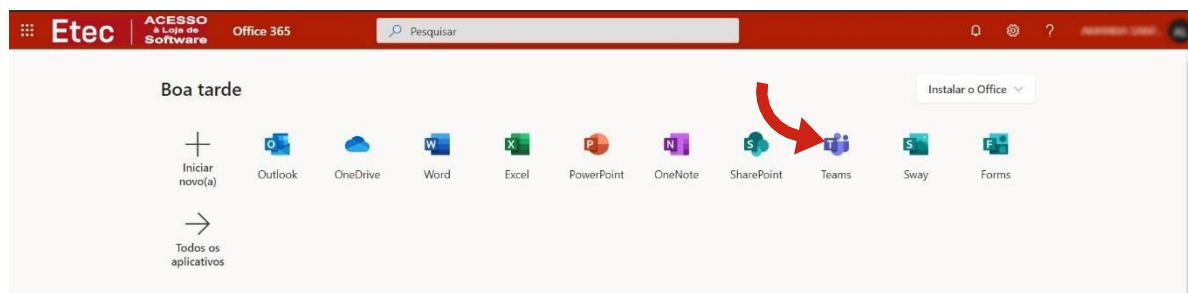 Etec
ACESSO
à Loja de
Software
Office 365
Pesquisar
?
Boa tarde
Instalar o Office
Iniciar
novo(a)
Outlook
OneDrive
Word
Excel
PowerPoint
OneNote
SharePoint
Teams
Sway
Forms
Todos os
aplicativos